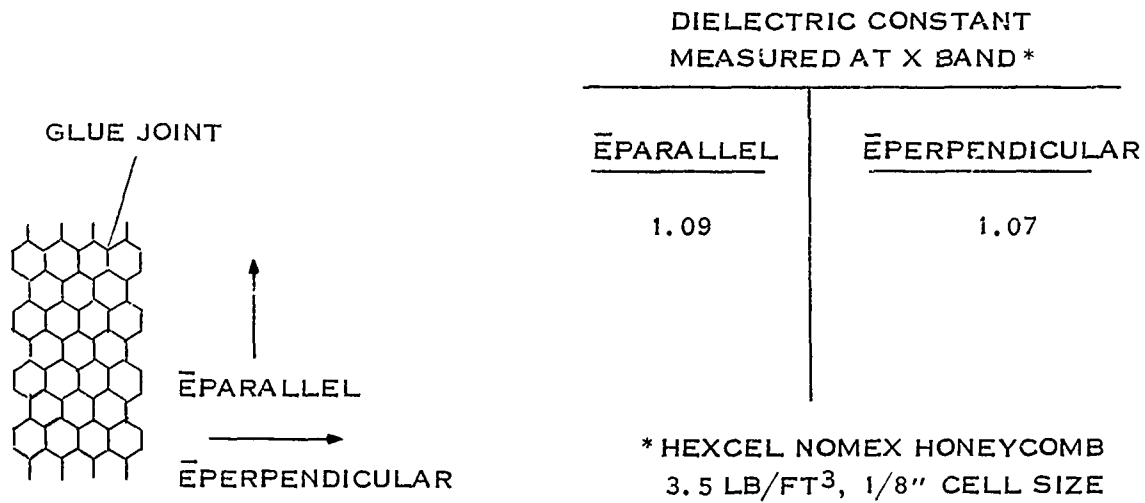 DIELECTRIC CONSTANT
MEASURED AT X BAND*
GLUE JOINT
ĒPARALLEL
ĒPERPENDICULAR
1.09
1.07
ĒPARALLEL
ĒPERPENDICULAR
*HEXCEL NOMEX HONEYCOMB
3.5 LB/FT³, 1/8" CELL SIZE